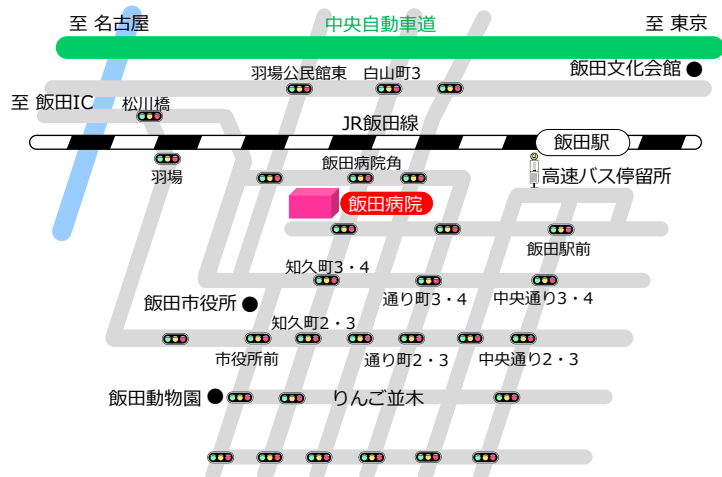 至 名古屋
中央自動車道
至 東京
羽場公民館東
白山町3
飯田文化会館
至 飯田IC
松川橋
JR飯田線
飯田駅
羽場
飯田病院角
高速バス停留所
飯田病院
飯田駅前
知久町3・4
飯田市役所
通り町3・4
中央通り3・4
知久町2・3
市役所前
通り町2・3
中央通り2・3
飯田動物園
りんご並木